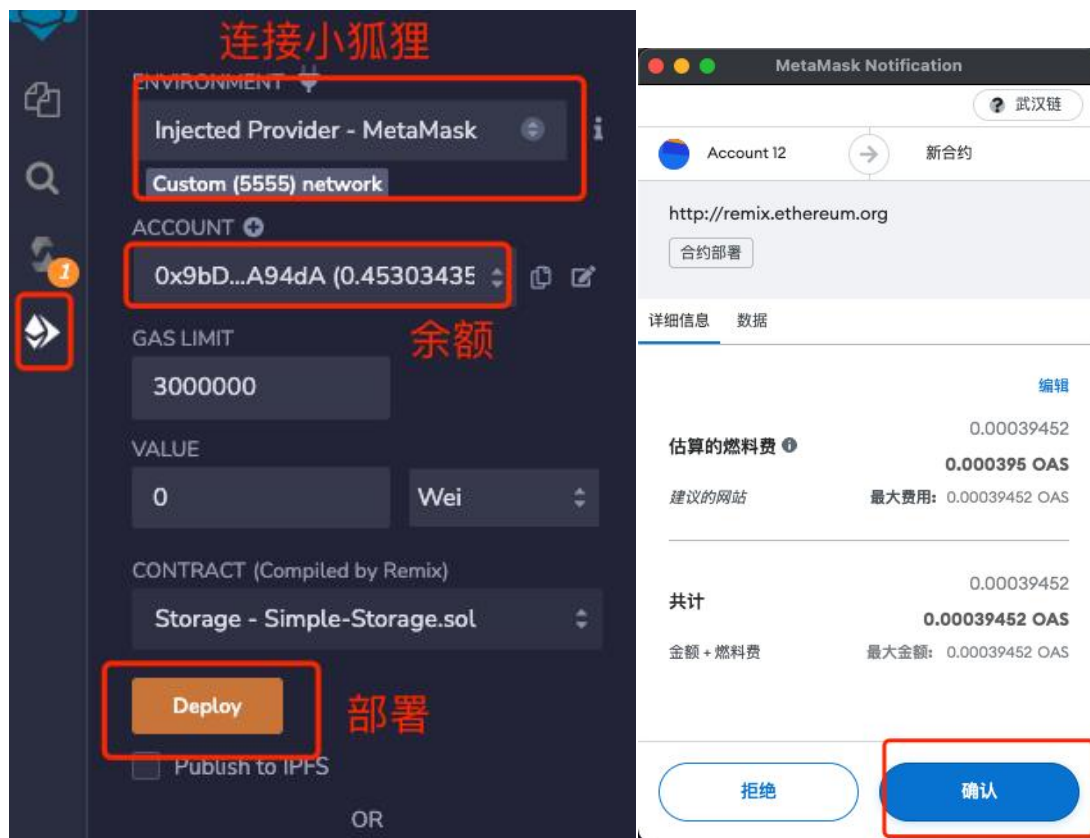 连接小狐狸
ENVIRONMENT
Injected Provider - MetaMask
Custom (5555) network
ACCOUNT
0x9bD...A94dA (0.45303435
余额
GAS LIMIT
3000000
VALUE
0 Wei
CONTRACT (Compiled by Remix)
Storage - Simple-Storage.sol
Deploy
部署
Publish to IPFS
OR
1
MetaMask Notification
武汉链
Account 12
新合约
http://remix.ethereum.org
合约部署
详细信息 数据
编辑
0.00039452
估算的燃料费
0.000395 OAS
建议的网站 最大费用: 0.00039452 OAS
0.00039452
共计
0.00039452 OAS
金额 + 燃料费 最大金额: 0.00039452 OAS
拒绝 确认